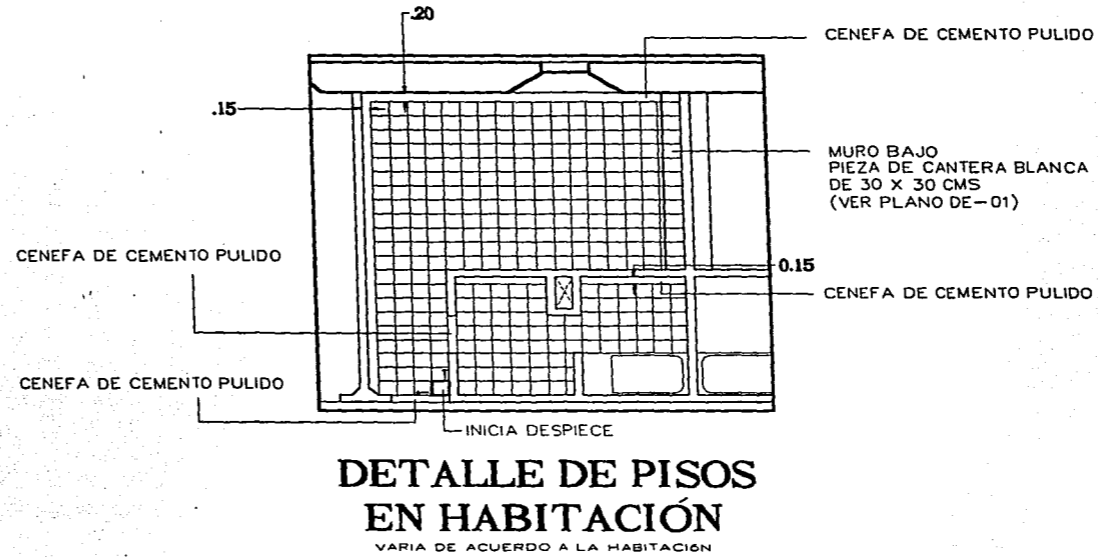 .20
CENEFA DE CEMENTO PULIDO
.15
MURO BAJO
PIEZA DE CANTERA BLANCA
DE 30 X 30 CMS
(VER PLANO DE-01)
CENEFA DE CEMENTO PULIDO
0.15
CENEFA DE CEMENTO PULIDO
CENEFA DE CEMENTO PULIDO
INICIA DESPIECE
DETALLE DE PISOS
EN HABITACIÓN
VARIA DE ACUERDO A LA HABITACIÓN